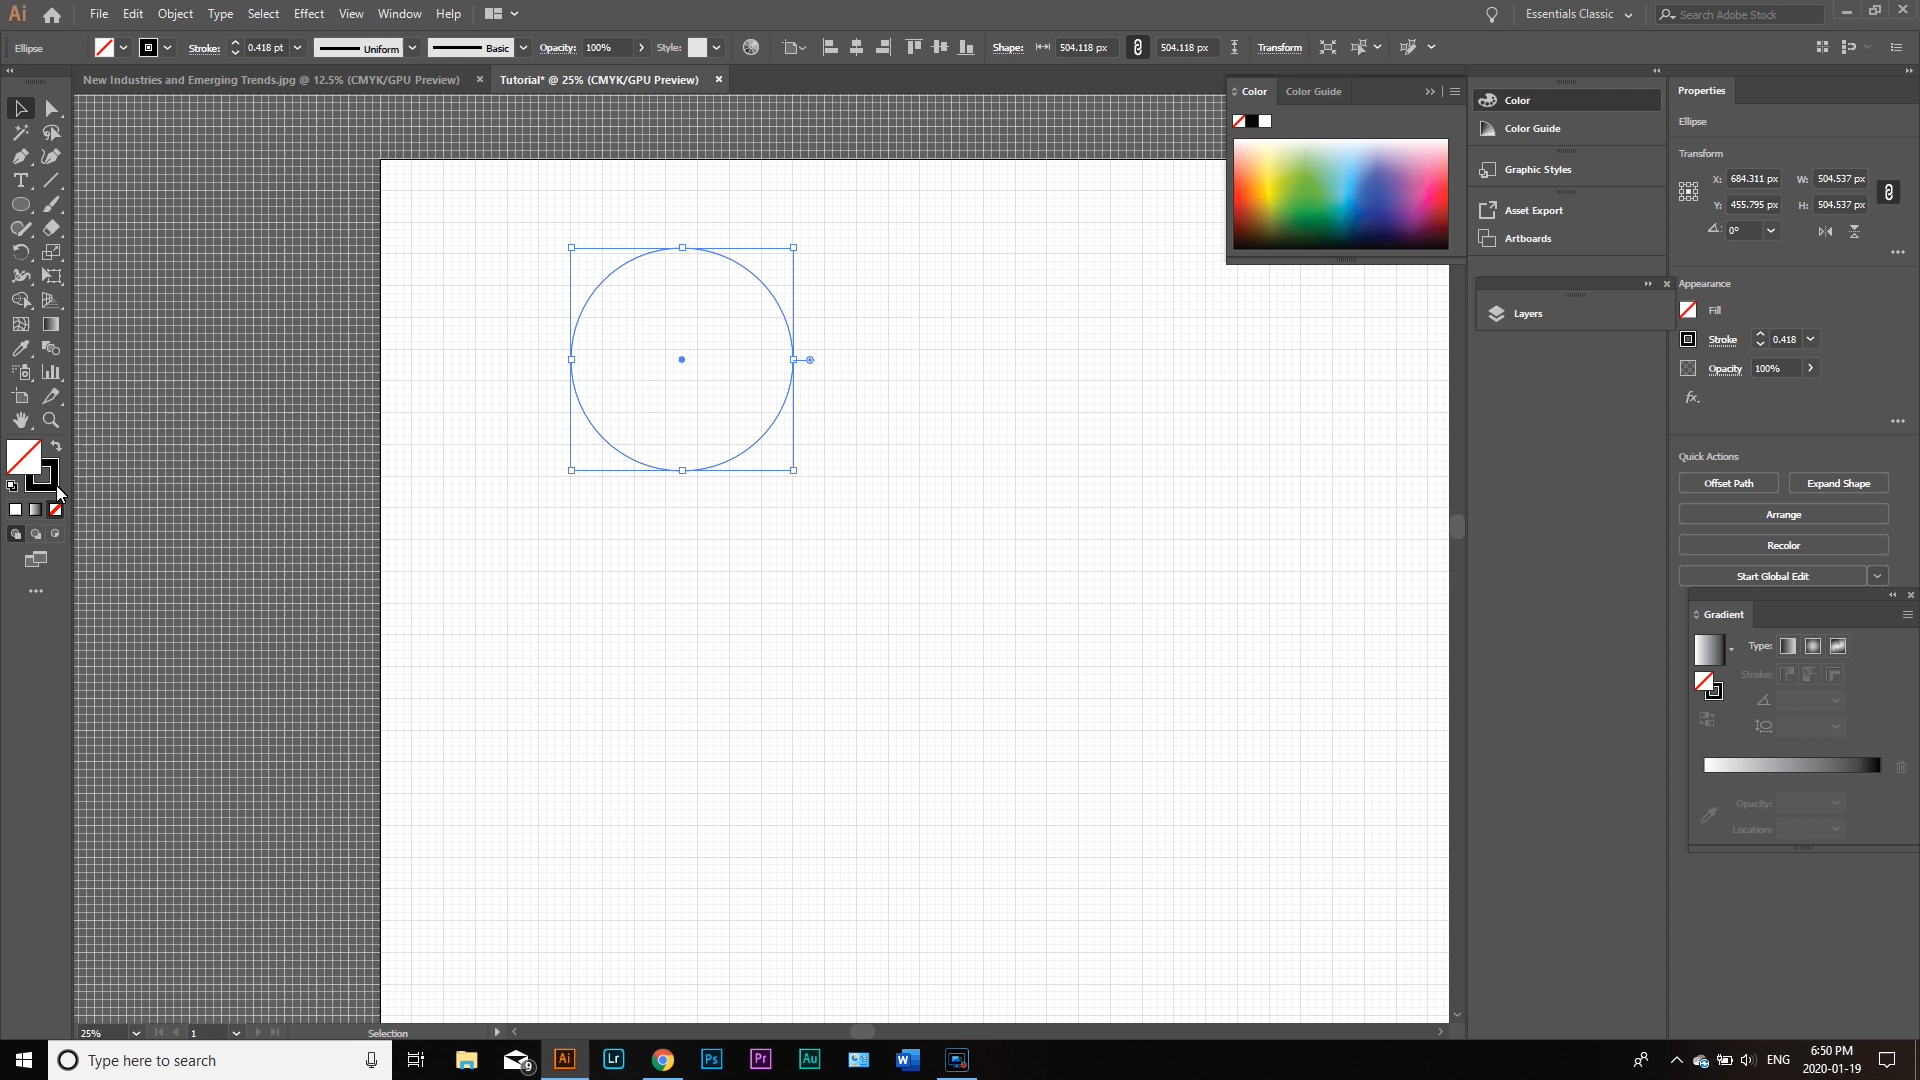 Ai File Edit Object Type Select Effect View Window Help Essentials Classic Search Adobe Stock
Ellipse Stroke: 0.418 pt Uniform Basic Opacity: 100% Style: Shape: 504.118 px 504.118 px Transform
New Industries and Emerging Trends.jpg @ 12.5% (CMYK/GPU Preview) × Tutorial* @ 25% (CMYK/GPU Preview) ×
Color Color Guide
Color
Color Guide
Graphic Styles
Asset Export
Artboards
Layers
Properties
Ellipse
Transform
X: 684.311 px W: 504.537 px
Y: 455.795 px H: 504.537 px
0°
Appearance
Fill
Stroke 0.418
Opacity 100%
fx.
Quick Actions
Offset Path Expand Shape
Arrange
Recolor
Start Global Edit
Gradient
Type:
Stroke:
Opacity:
Location:
25% 1 Selection
Type here to search 9 Ai Lr Ps Pr Au W ENG 6:50 PM
2020-01-19